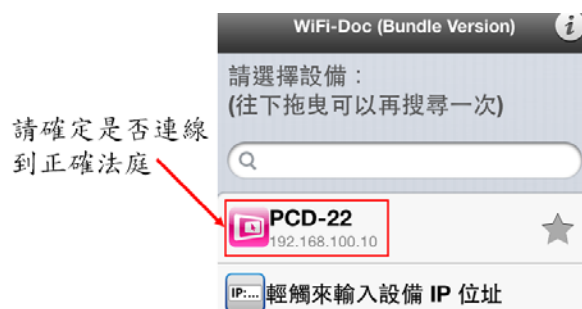 WiFi-Doc (Bundle Version)
i
請選擇設備：
(往下拖曳可以再搜尋一次)
請確定是否連線
到正確法庭
PCD-22
192.168.100.10
IP:...
輕觸來輸入設備 IP 位址